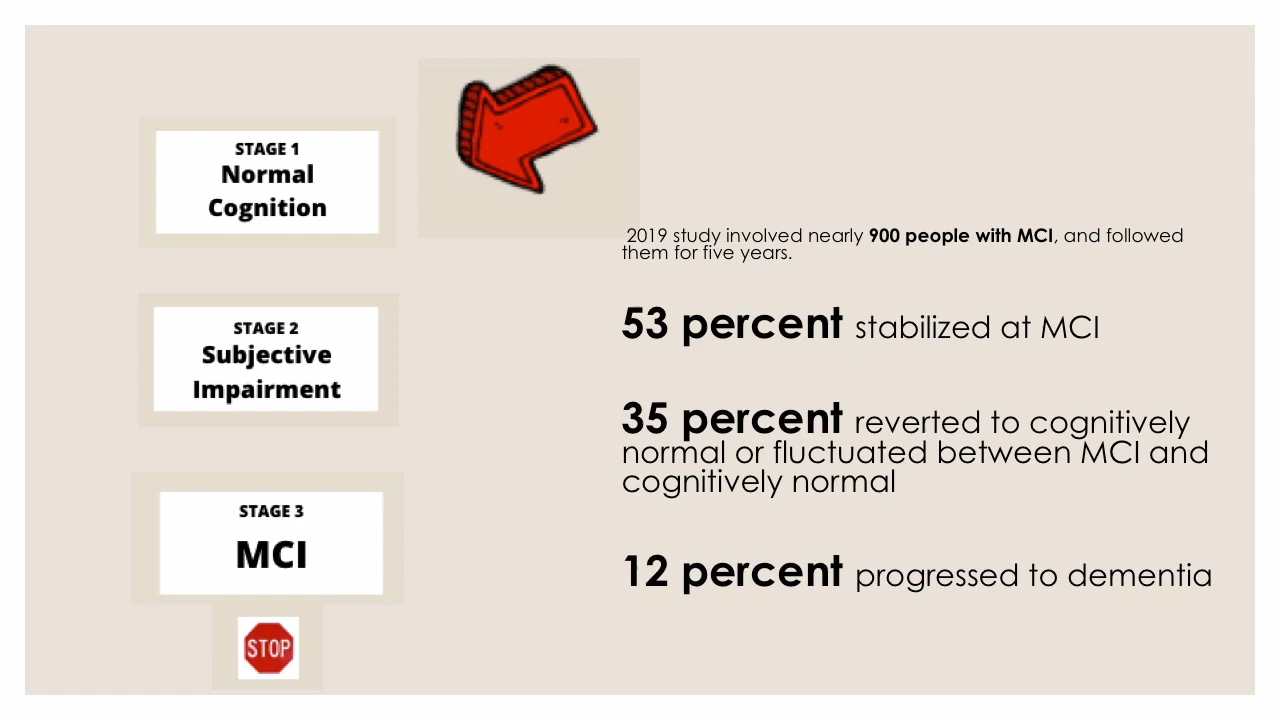 STAGE 1
Normal
Cognition
STAGE 2
Subjective
Impairment
STAGE 3
MCI
STOP
2019 study involved nearly 900 people with MCI, and followed
them for five years.
53 percent stabilized at MCI
35 percent reverted to cognitively
normal or fluctuated between MCI and
cognitively normal
12 percent progressed to dementia